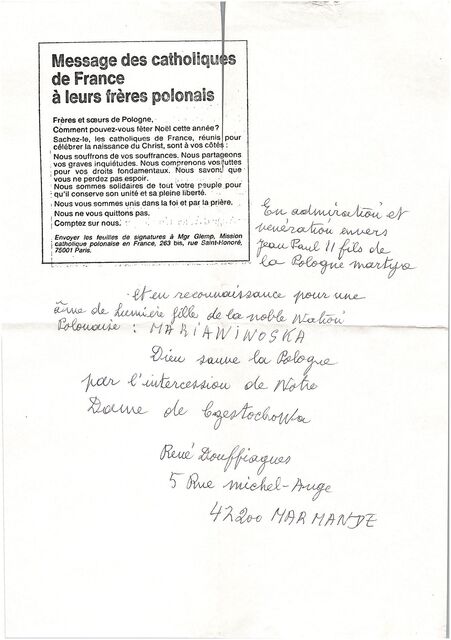 Message des catholiques
de France
à leurs frères polonais
Frères et sœurs de Pologne,
Comment pouvez-vous fêter Noël cette année?
Sachez-le, les catholiques de France, réunis pour
célébrer la naissance du Christ, sont à vos côtés :
Nous souffrons de vos souffrances. Nous partageons
vos graves inquiétudes. Nous comprenons vos luttes
pour vos droits fondamentaux. Nous savons que
vous ne perdez pas espoir.
Nous sommes solidaires de tout votre peuple pour
qu'il conserve son unité et sa pleine liberté.
Nous vous sommes unis dans la foi et par la prière.
Nous ne vous quittons pas.
Comptez sur nous.
Envoyer les feuilles de signatures à Mgr Glemp, Mission
catholique polonaise en France, 263 bis, rue Saint-Honoré,
75001 Paris.
En admiration et
vénération envers
Jean Paul II fils de
la Pologne martyre
et en reconnaissance pour une
âme de lumière fille de la noble Nation
Polonaise : MARIA WINOSKA
Dieu sauve la Pologne
par l'intercession de Notre
Dame de Częstochowa
René Douffiagues
5 Rue Michel-Ange
42200 MARMANDE